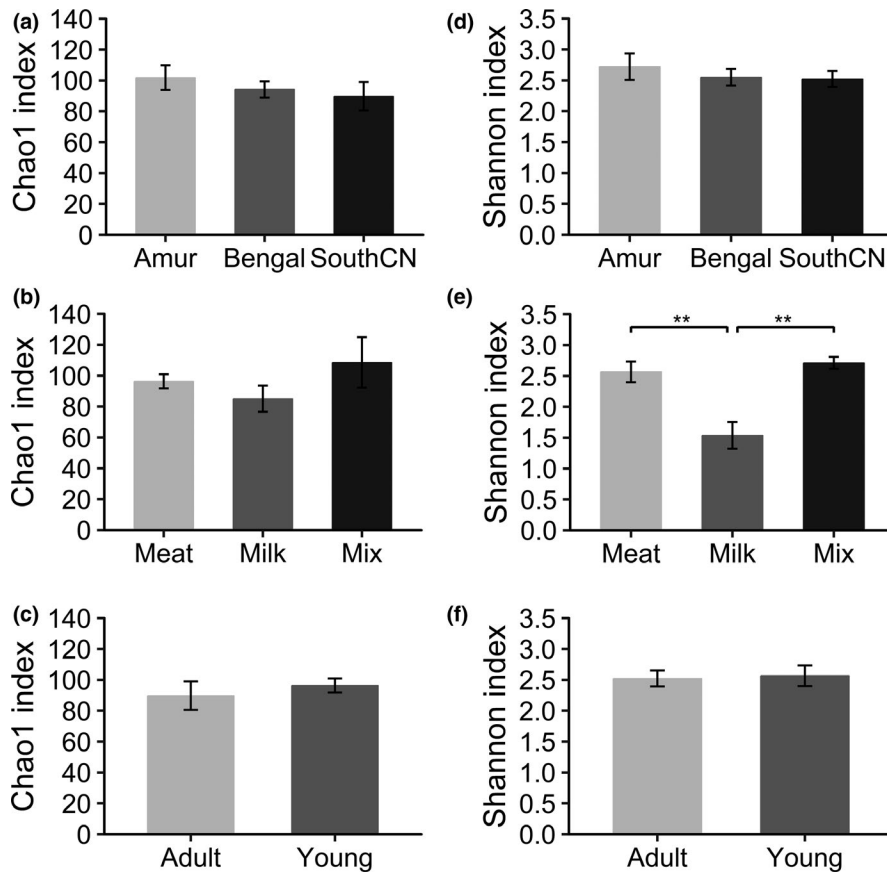 (a)
Chao1 index
140
120
100
80
60
40
20
0
Amur Bengal SouthCN
(d)
Shannon index
3.5
3.0
2.5
2.0
1.5
1.0
0.5
0.0
Amur Bengal SouthCN
(b)
Chao1 index
140
120
100
80
60
40
20
0
Meat Milk Mix
(e)
Shannon index
3.5
3.0
2.5
2.0
1.5
1.0
0.5
0.0
** **
Meat Milk Mix
(c)
Chao1 index
140
120
100
80
60
40
20
0
Adult Young
(f)
Shannon index
3.5
3.0
2.5
2.0
1.5
1.0
0.5
0.0
Adult Young